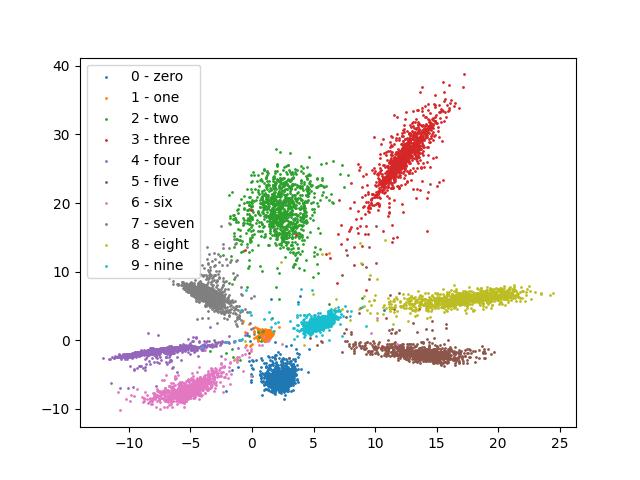 40
30
20
10
0
−10
−10
−5
0
5
10
15
20
25
0 - zero
1 - one
2 - two
3 - three
4 - four
5 - five
6 - six
7 - seven
8 - eight
9 - nine